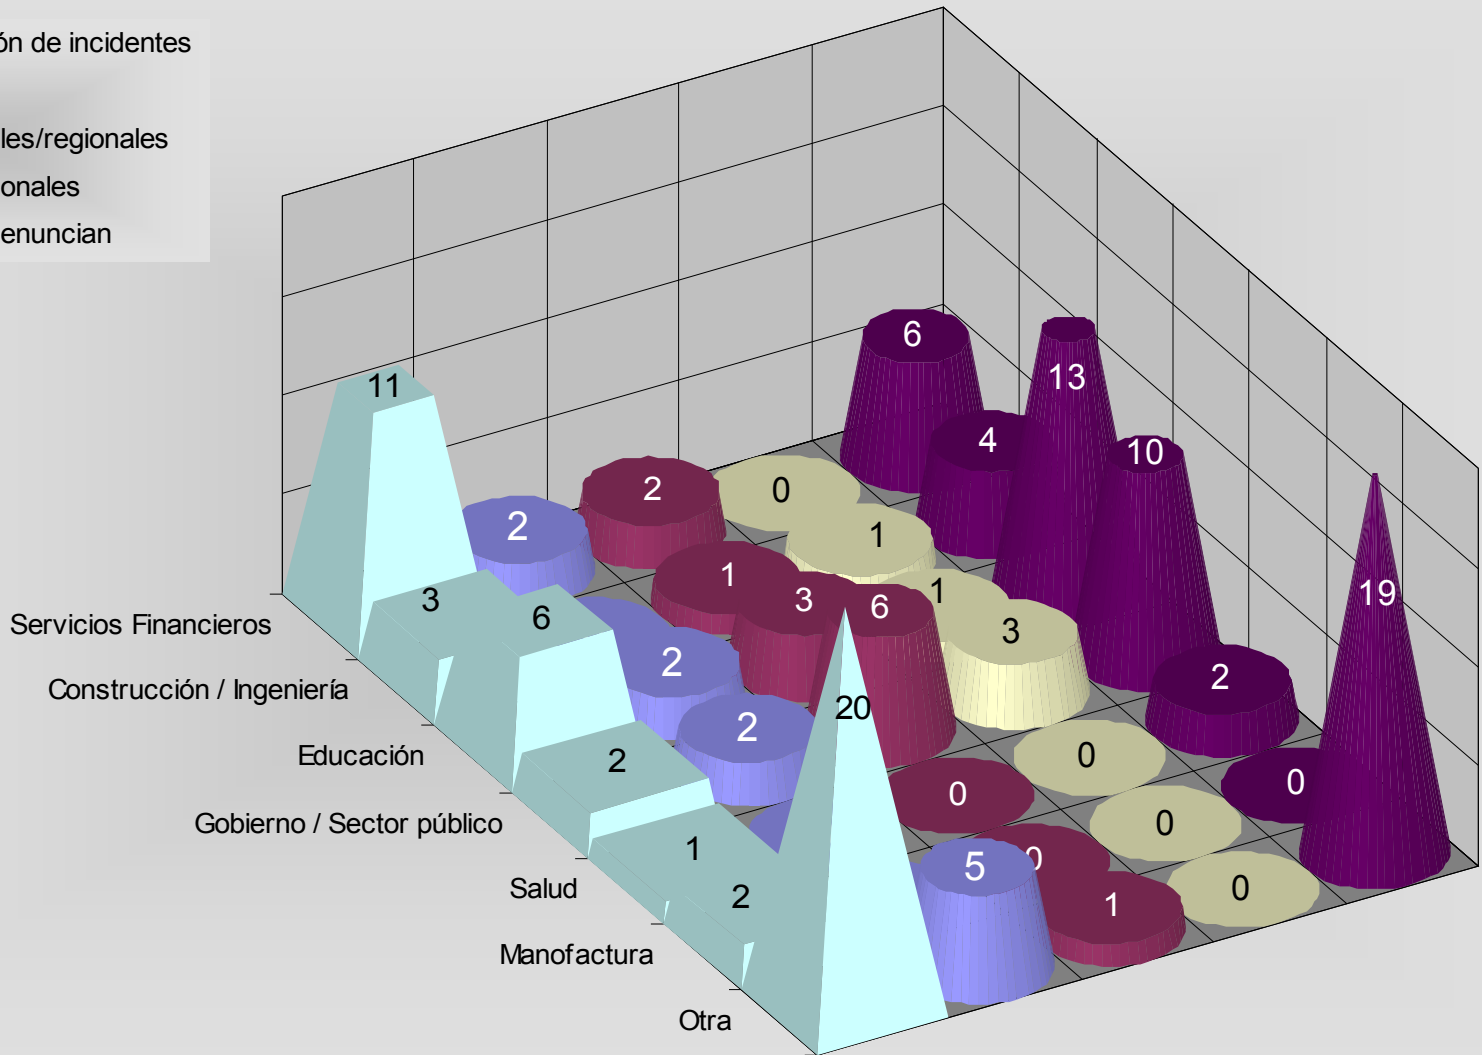 ón de incidentes
les/regionales
onales
enuncian
6
13
4
10
11
2
0
2
1
19
1
3
1
3
6
3
6
2
2
2
20
2
0
0
0
1
0
0
5
2
1
0
Servicios Financieros
Construcción / Ingeniería
Educación
Gobierno / Sector público
Salud
Manofactura
Otra